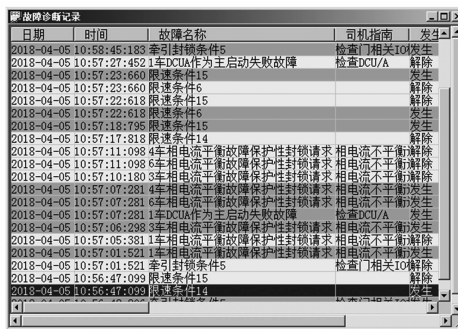 故障诊断记录
日期 时间 故障名称 司机指南 发生
2018-04-05 10:58:45:183 牵引封锁条件5 检查门相关IO 发生
2018-04-05 10:57:27:452 1车DCUA作为主启动失败故障 检查DCU/A 解除
2018-04-05 10:57:23:660 限速条件15 发生
2018-04-05 10:57:23:660 限速条件6 解除
2018-04-05 10:57:22:618 限速条件15 解除
2018-04-05 10:57:22:618 限速条件6 发生
2018-04-05 10:57:18:795 限速条件15 发生
2018-04-05 10:57:17:818 限速条件14 解除
2018-04-05 10:57:11:098 4车相电流平衡故障保护性封锁请求 相电流不平衡 解除
2018-04-05 10:57:11:098 6车相电流平衡故障保护性封锁请求 相电流不平衡 解除
2018-04-05 10:57:10:180 3车相电流平衡故障保护性封锁请求 相电流不平衡 解除
2018-04-05 10:57:07:281 4车相电流平衡故障保护性封锁请求 相电流不平衡 发生
2018-04-05 10:57:07:281 6车相电流平衡故障保护性封锁请求 相电流不平衡 发生
2018-04-05 10:57:07:281 1车DCUA作为主启动失败故障 检查DCU/A 发生
2018-04-05 10:57:06:298 3车相电流平衡故障保护性封锁请求 相电流不平衡 发生
2018-04-05 10:57:05:381 1车相电流平衡故障保护性封锁请求 相电流不平衡 解除
2018-04-05 10:57:01:521 1车相电流平衡故障保护性封锁请求 相电流不平衡 发生
2018-04-05 10:57:01:521 牵引封锁条件5 检查门相关IO 解除
2018-04-05 10:56:47:099 限速条件15 解除
2018-04-05 10:56:47:099 限速条件14 发生